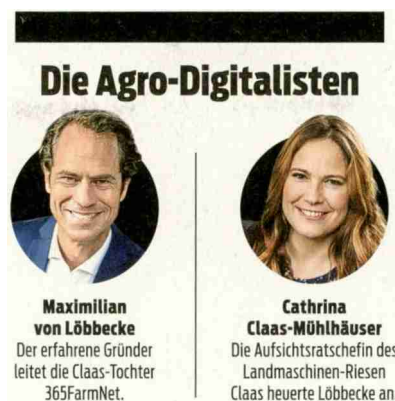 Die Agro-Digitalisten
Maximilian
von Löbbecke
Der erfahrene Gründer
leitet die Claas-Tochter
365FarmNet.
Cathrina
Claas-Mühlhäuser
Die Aufsichtsratschefin des
Landmaschinen-Riesen
Claas heuerte Löbbecke an